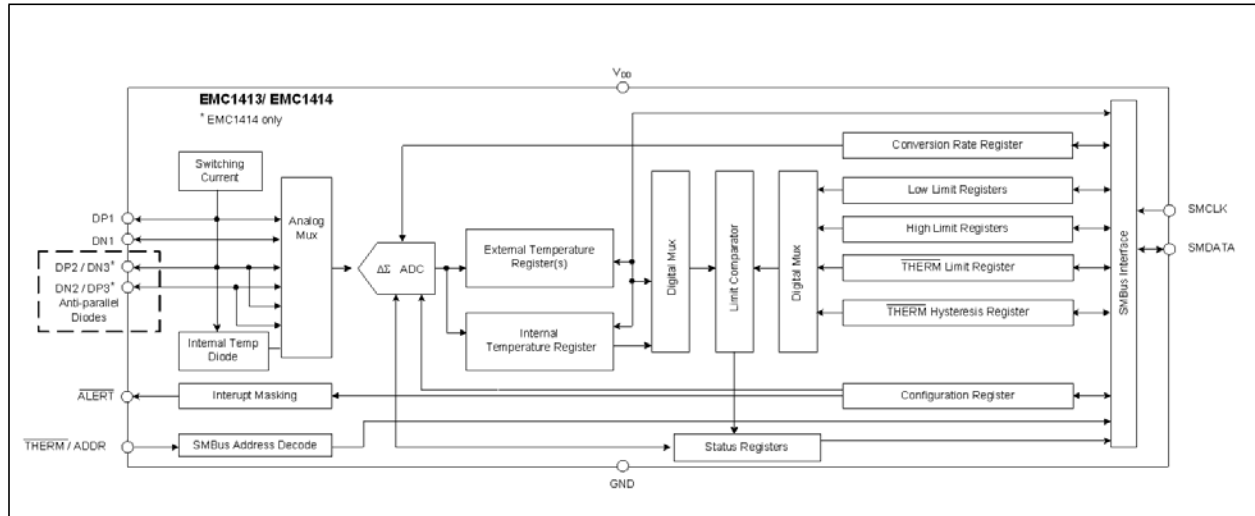 VDD
EMC1413/ EMC1414
* EMC1414 only
Switching
Current
Analog
Mux
DP1
DN1
DP2 / DN3*
DN2 / DP3*
Anti-parallel
Diodes
Internal Temp
Diode
ΔΣ ADC
External Temperature
Register(s)
Internal
Temperature Register
Digital Mux
Limit Comparator
Digital Mux
Conversion Rate Register
Low Limit Registers
High Limit Registers
THERM Limit Register
THERM Hysteresis Register
SMBus Interface
SMCLK
SMDATA
ALERT
Interupt Masking
Configuration Register
THERM / ADDR
SMBus Address Decode
Status Registers
GND